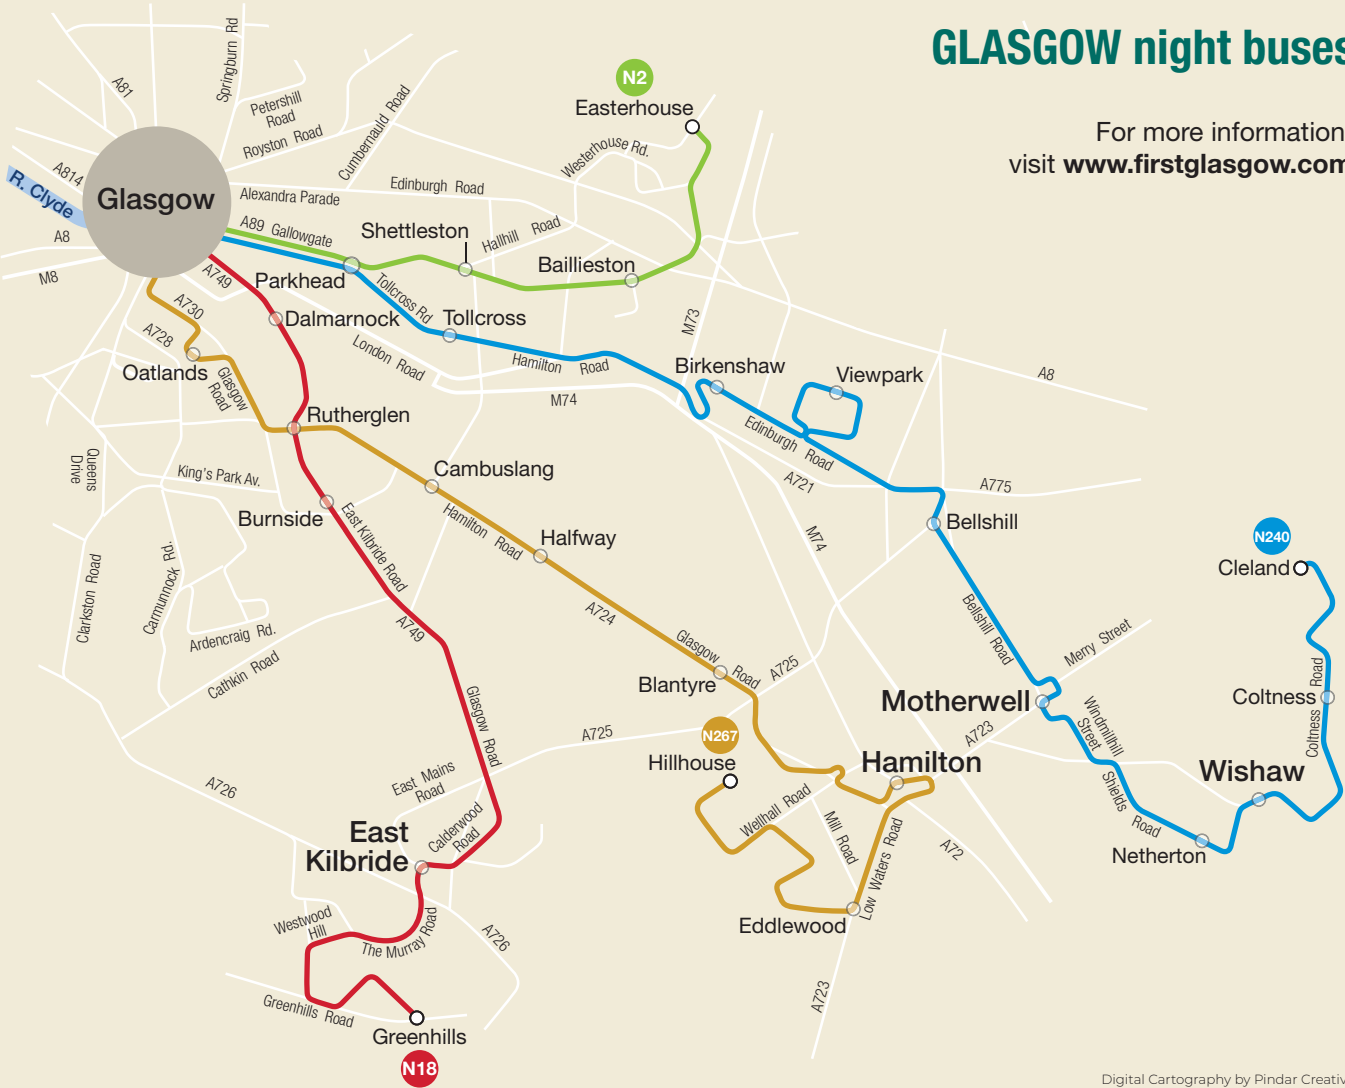 GLASGOW night buses
For more information
visit www.firstglasgow.com
Springburn Rd
A81
Petershill
Road
Royston Road
Cumbernauld Road
N2
Easterhouse
Westerhouse Rd.
A814
R. Clyde
Glasgow
Alexandra Parade
Edinburgh Road
A8
M8
A89 Gallowgate
Shettleston
Hallhill Road
Baillieston
A749
Parkhead
Tollcross Rd
Tollcross
A730
Dalmarnock
A728
London Road
Hamilton Road
M73
Birkenshaw
Viewpark
A8
Oatlands
Glasgow
Road
M74
Rutherglen
Edinburgh Road
Queens
Drive
King's Park Av.
Cambuslang
A721
A775
Burnside
East Kilbride Road
Hamilton Road
Halfway
M74
Bellshill
N240
Cleland
Clarkston Road
Carmunnock Rd.
Ardencraig Rd.
Cathkin Road
A749
A724
Bellshill Road
Merry Street
Glasgow Road
A725
Blantyre
Motherwell
Coltness
Coltness Road
Glasgow Road
A725
N267
Hillhouse
Hamilton
A723
Windmillhill
Street
Wishaw
A726
East Mains
Road
Wellhall Road
Mill Road
Low Waters Road
A72
Shields Road
Netherton
East
Kilbride
Calderwood
Road
Eddlewood
Westwood
Hill
The Murray Road
A726
A723
Greenhills Road
Greenhills
N18
Digital Cartography by Pindar Creativ